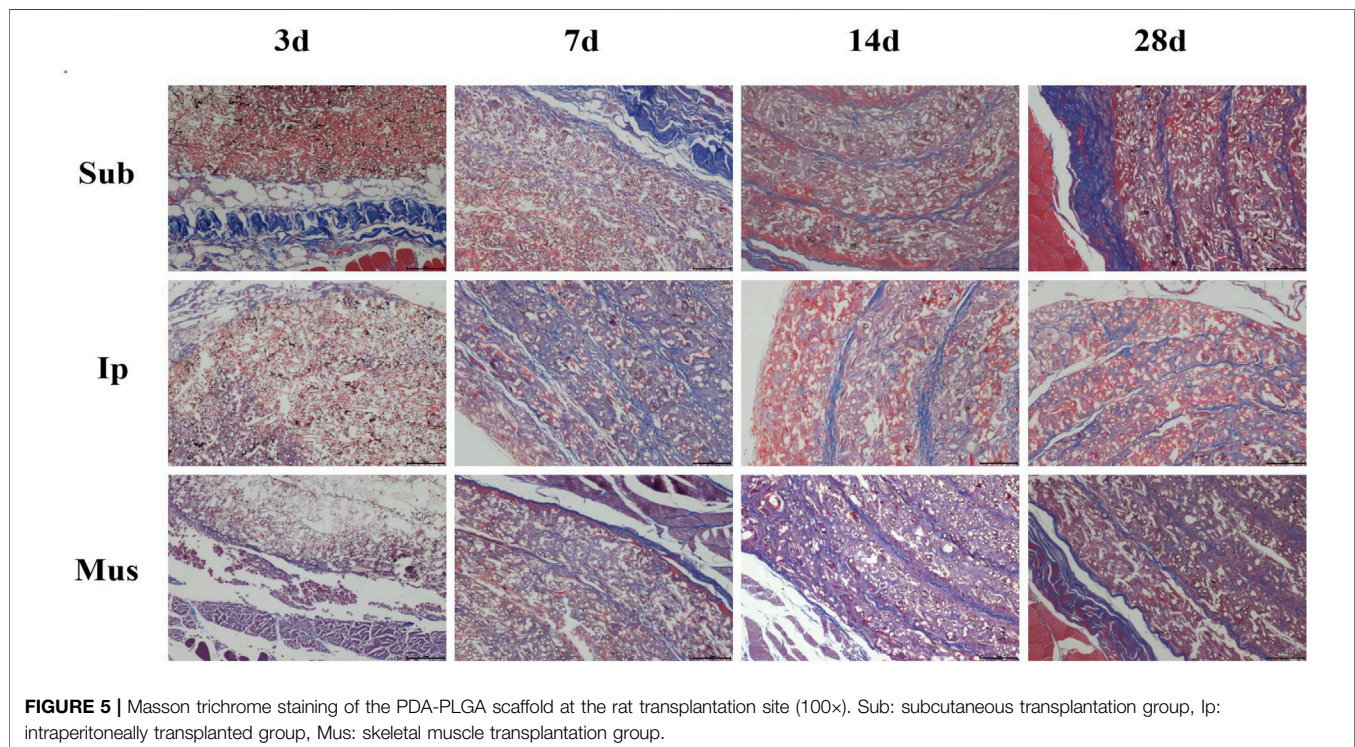 3d 7d 14d 28d
Sub
Ip
Mus
FIGURE 5 | Masson trichrome staining of the PDA-PLGA scaffold at the rat transplantation site (100×). Sub: subcutaneous transplantation group, Ip:
intraperitoneally transplanted group, Mus: skeletal muscle transplantation group.